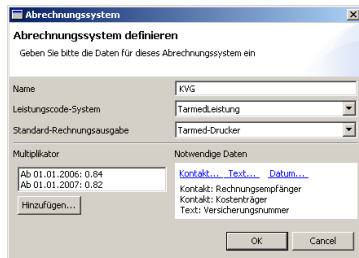 Abrechnungssystem
Abrechnungssystem definieren
Geben Sie bitte die Daten für dieses Abrechnungssystem ein
Name KVG
Leistungscode-System TarmedLeistung
Standard-Rechnungsausgabe Tarmed-Drucker
Multiplikator Notwendige Daten
Ab 01.01.2006: 0.84
Ab 01.01.2007: 0.82
Hinzufügen...
Kontakt... Text... Datum...
Kontakt: Rechnungsempfänger
Kontakt: Kostenträger
Text: Versicherungsnummer
OK Cancel